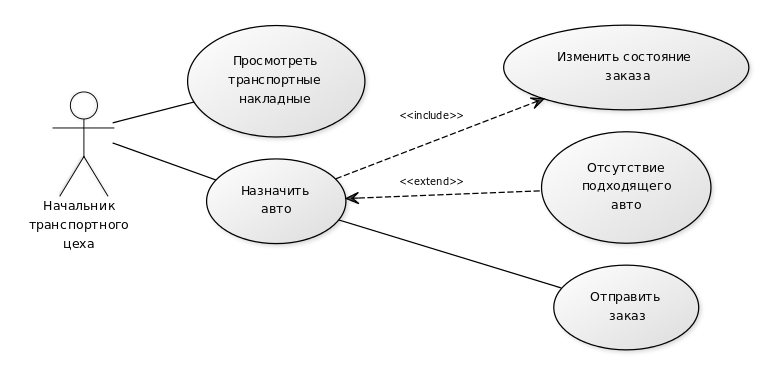 Просмотреть
транспортные
накладные
Изменить состояние
заказа
<<include>>
Отсутствие
подходящего
авто
<<extend>>
Назначить
авто
Начальник
транспортного
цеха
Отправить
заказ